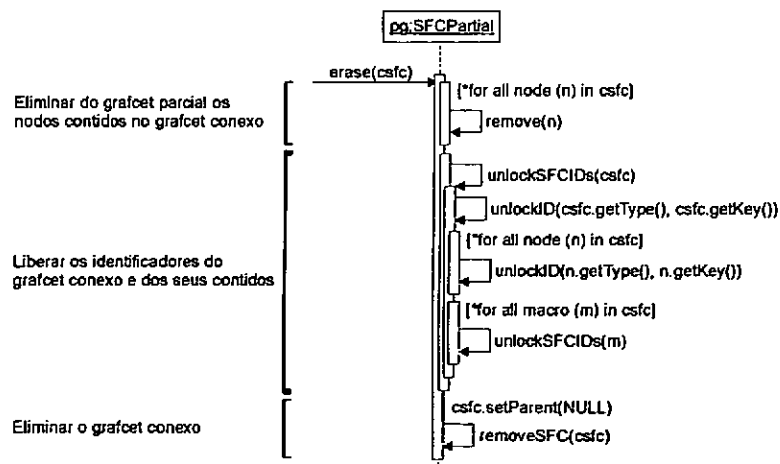 pg:SFCPartial
erase(csfc)
[*for all node (n) in csfc]
Eliminar do grafcet parcial os
nodos contidos no grafcet conexo
remove(n)
unlockSFCIDs(csfc)
unlockID(csfc.getType(), csfc.getKey())
[*for all node (n) in csfc]
Liberar os identificadores do
grafcet conexo e dos seus contidos
unlockID(n.getType(), n.getKey())
[*for all macro (m) in csfc]
unlockSFCIDs(m)
csfc.setParent(NULL)
Eliminar o grafcet conexo
removeSFC(csfc)